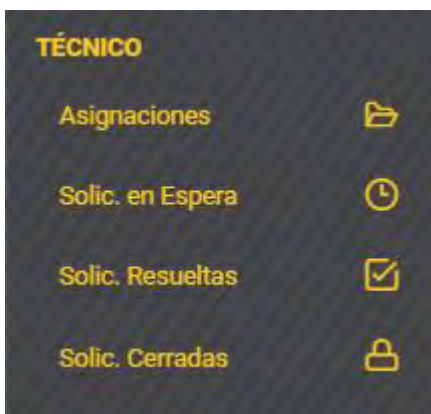 TÉCNICO
Asignaciones
Solic. en Espera
Solic. Resueltas
Solic. Cerradas